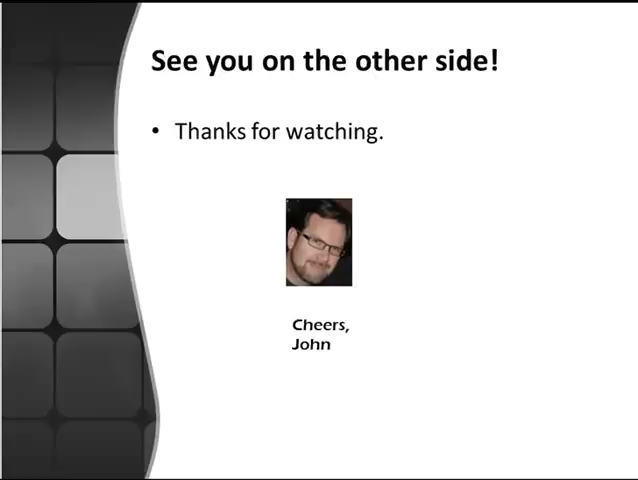 See you on the other side!
• Thanks for watching.
Cheers,
John